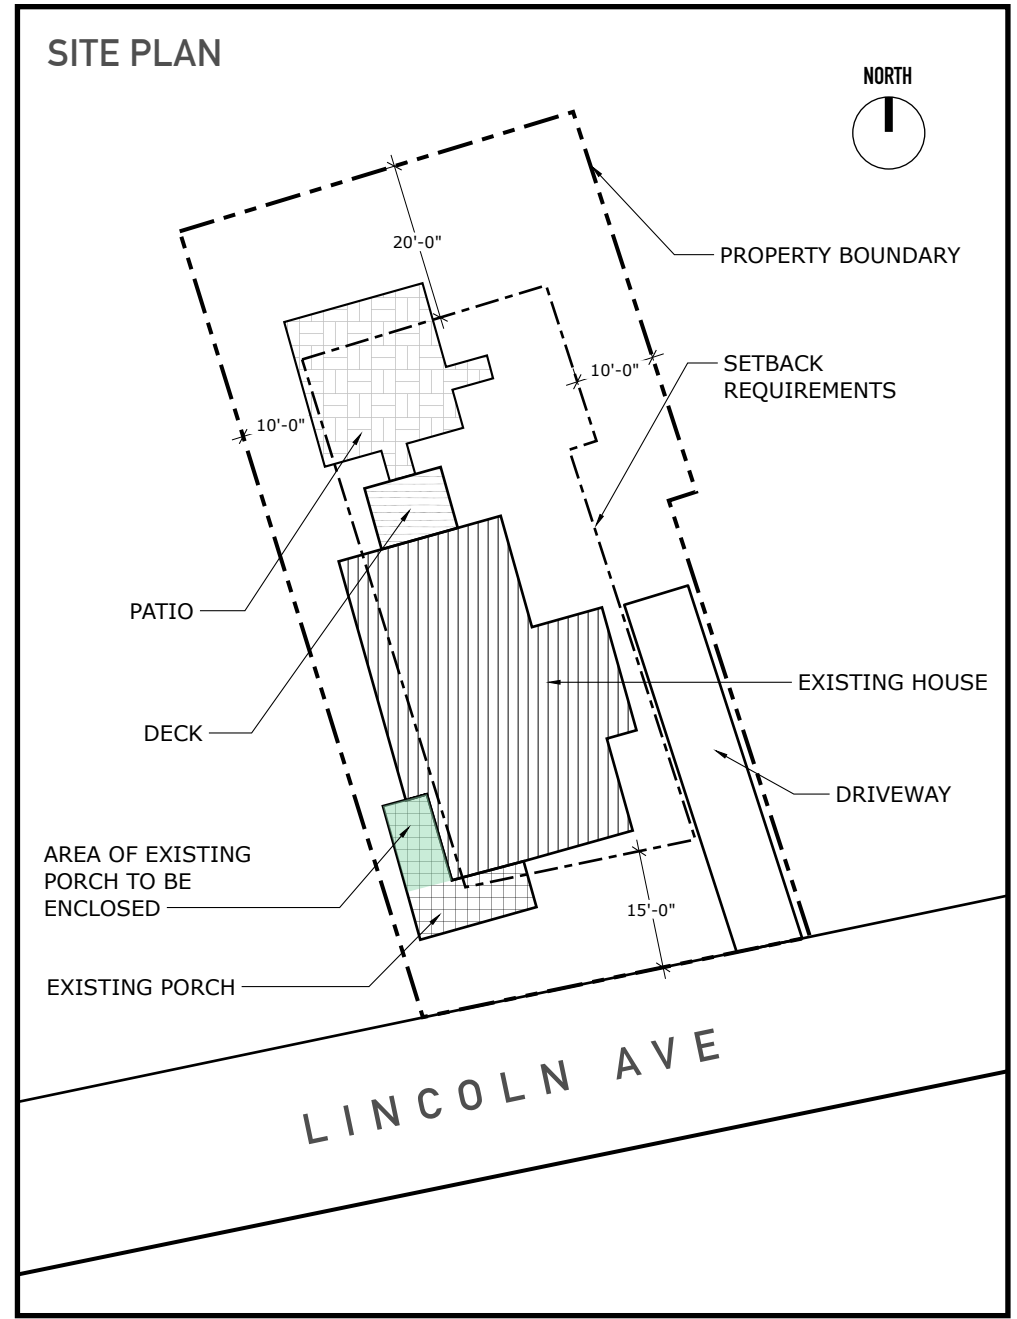 SITE PLAN
NORTH
20'-0"
PROPERTY BOUNDARY
SETBACK
REQUIREMENTS
10'-0"
10'-0"
PATIO
EXISTING HOUSE
DECK
DRIVEWAY
AREA OF EXISTING
PORCH TO BE
ENCLOSED
15'-0"
EXISTING PORCH
LINCOLN AVE